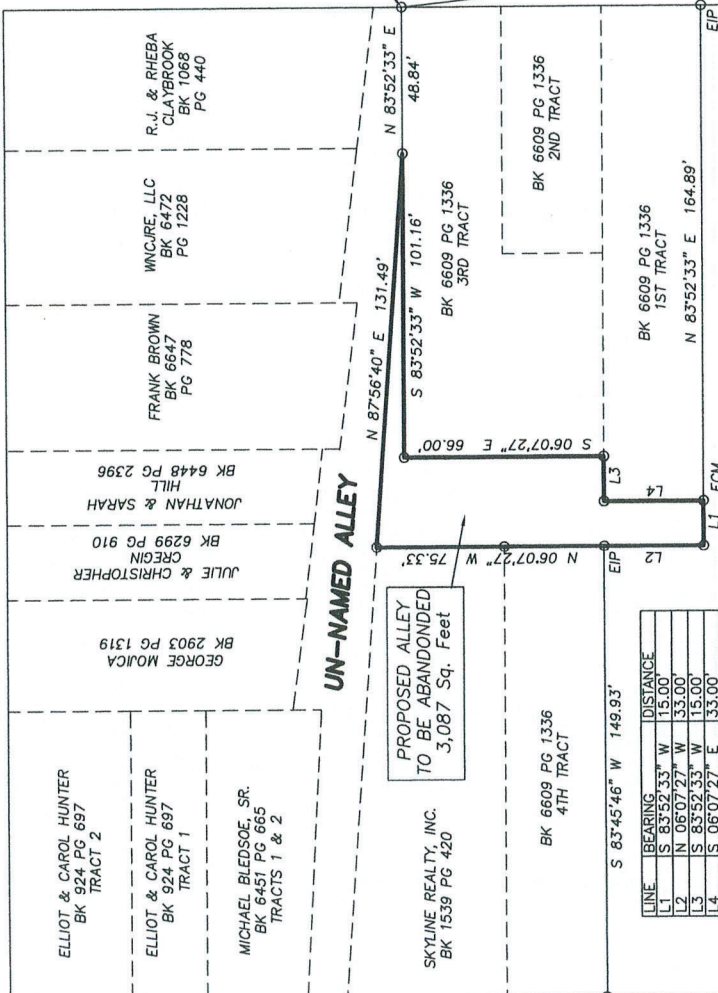 R.J. & RHEBA
CLAYBROOK
BK 1068
PG 440
WNCJRE, LLC
BK 6472
PG 1228
FRANK BROWN
BK 6647
PG 778
JONATHAN & SARAH
HILL
BK 6448 PG 2396
JULIE & CHRISTOPHER
CREGIN
BK 6299 PG 910
GEORGE MOJICA
BK 2903 PG 1319
ELLIOT & CAROL HUNTER
BK 924 PG 697
TRACT 2
ELLIOT & CAROL HUNTER
BK 924 PG 697
TRACT 1
MICHAEL BLEDSOE, SR.
BK 6451 PG 665
TRACTS 1 & 2
UN-NAMED ALLEY
N 83°52'33" E
48.84'
N 87°56'40" E 131.49'
S 83°52'33" W 101.16'
BK 6609 PG 1336
3RD TRACT
BK 6609 PG 1336
2ND TRACT
S 06°07'27" E 66.00'
N 06°07'27" W 75.33'
PROPOSED ALLEY
TO BE ABANDONDED
3,087 Sq. Feet
SKYLINE REALTY, INC.
BK 1539 PG 420
BK 6609 PG 1336
4TH TRACT
BK 6609 PG 1336
1ST TRACT
N 83°52'33" E 164.89'
S 83°45'46" W 149.93'
EIP
L3
L4
L2
L1
ECM
EIP
LINE BEARING DISTANCE
L1 S 83°52'33" W 15.00'
L2 N 06°07'27" W 33.00'
L3 S 83°52'33" W 15.00'
L4 S 06°07'27" E 33.00'